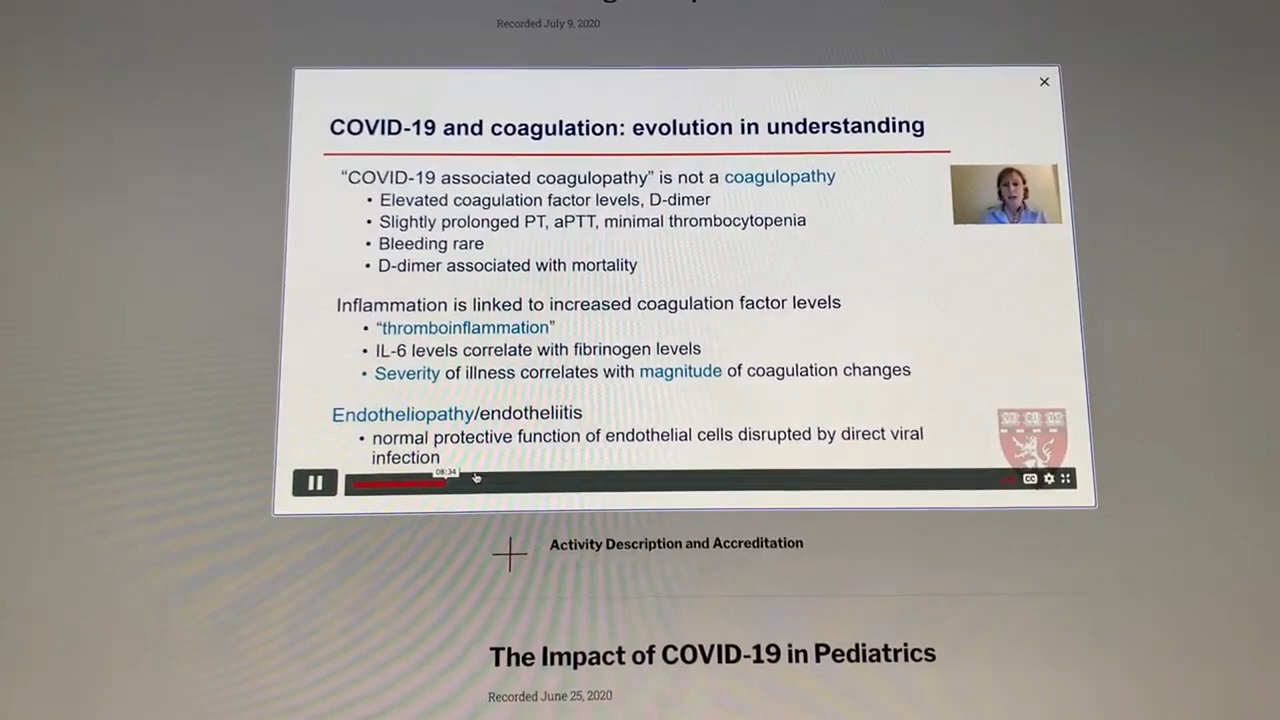 Recorded July 9, 2020
COVID-19 and coagulation: evolution in understanding
“COVID-19 associated coagulopathy” is not a coagulopathy
• Elevated coagulation factor levels, D-dimer
• Slightly prolonged PT, aPTT, minimal thrombocytopenia
• Bleeding rare
• D-dimer associated with mortality
Inflammation is linked to increased coagulation factor levels
• “thromboinflammation”
• IL-6 levels correlate with fibrinogen levels
• Severity of illness correlates with magnitude of coagulation changes
Endotheliopathy/endotheliitis
• normal protective function of endothelial cells disrupted by direct viral
infection
08:34
CC
Activity Description and Accreditation
The Impact of COVID-19 in Pediatrics
Recorded June 25, 2020